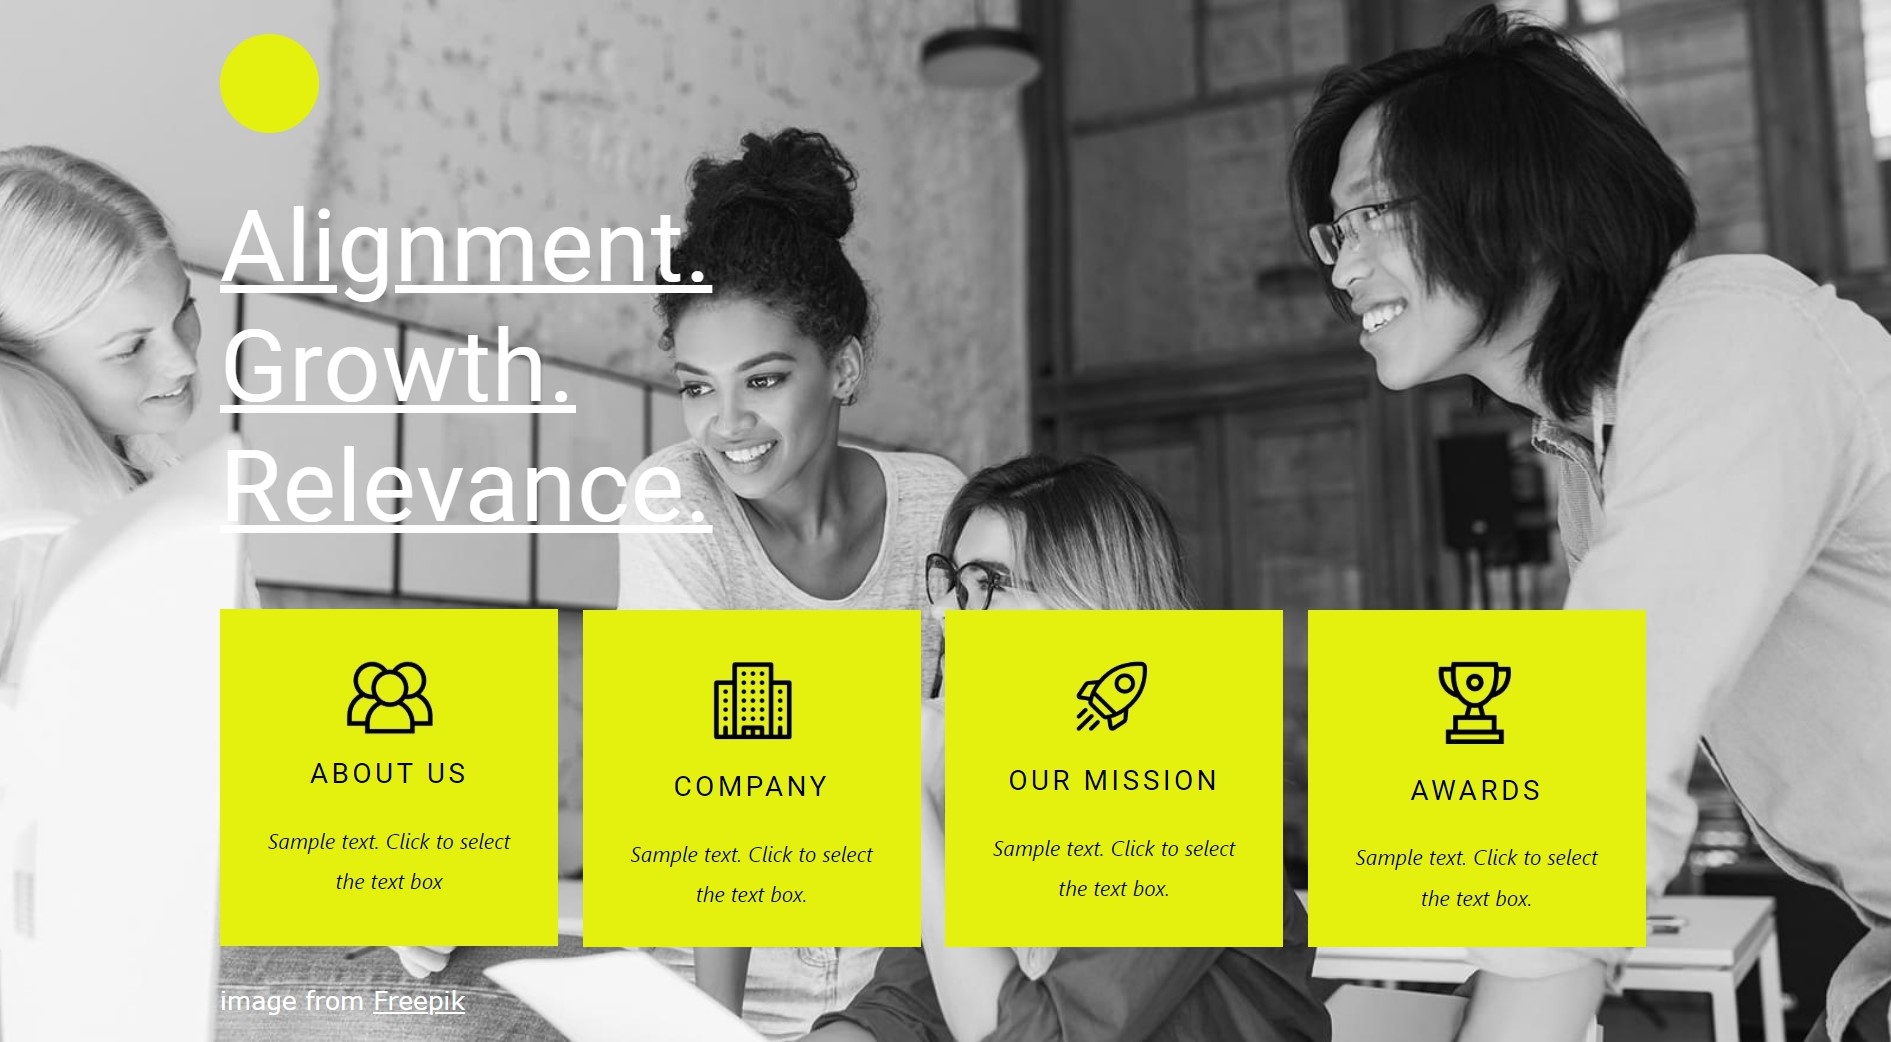 Alignment.
Growth.
Relevance.
ABOUT US
Sample text. Click to select
the text box
COMPANY
Sample text. Click to select
the text box.
OUR MISSION
Sample text. Click to select
the text box.
AWARDS
Sample text. Click to select
the text box.
image from Freepik